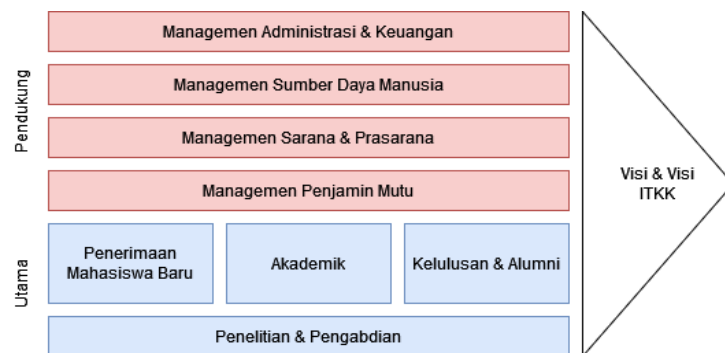 Pendukung
Managemen Administrasi & Keuangan
Managemen Sumber Daya Manusia
Managemen Sarana & Prasarana
Managemen Penjamin Mutu
Utama
Penerimaan
Mahasiswa Baru
Akademik
Kelulusan & Alumni
Penelitian & Pengabdian
Visi & Visi
ITKK